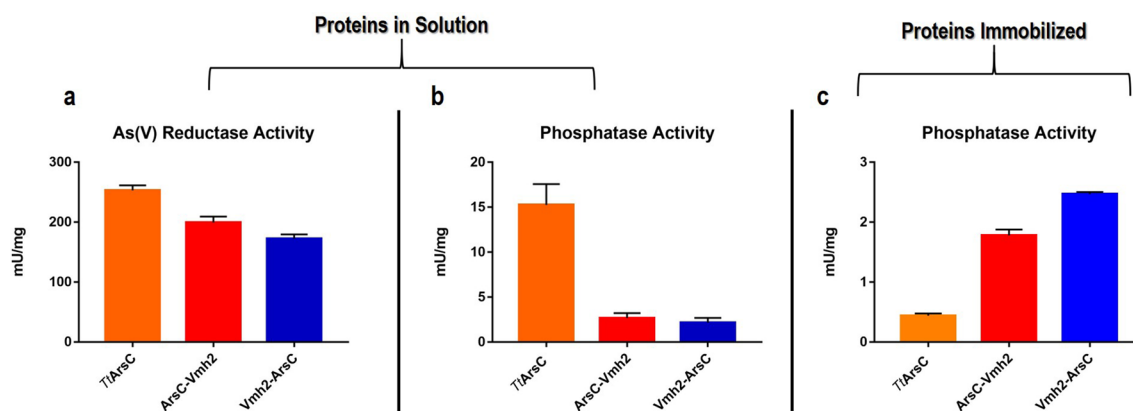 Proteins in Solution
Proteins Immobilized
a
As(V) Reductase Activity
mU/mg
300
200
100
0
TtArsC
ArsC-Vmh2
Vmh2-ArsC
b
Phosphatase Activity
mU/mg
20
15
10
5
0
TtArsC
ArsC-Vmh2
Vmh2-ArsC
c
Phosphatase Activity
mU/mg
3
2
1
0
TtArsC
ArsC-Vmh2
Vmh2-ArsC